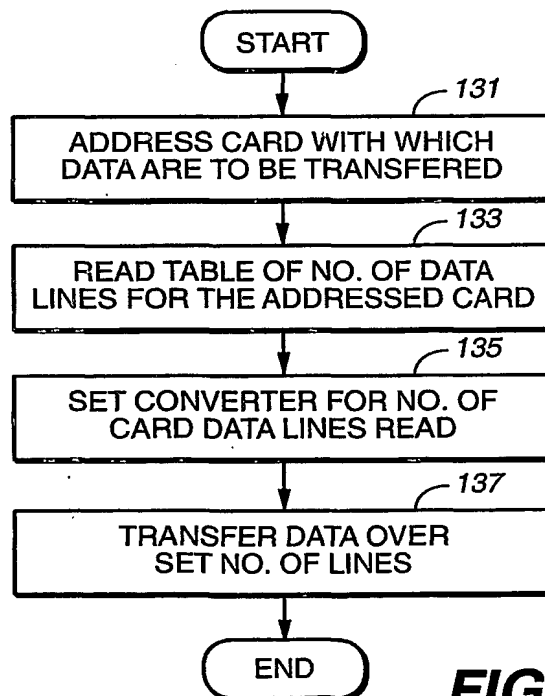 START
131
ADDRESS CARD WITH WHICH
DATA ARE TO BE TRANSFERED
133
READ TABLE OF NO. OF DATA
LINES FOR THE ADDRESSED CARD
135
SET CONVERTER FOR NO. OF
CARD DATA LINES READ
137
TRANSFER DATA OVER
SET NO. OF LINES
END
FIG